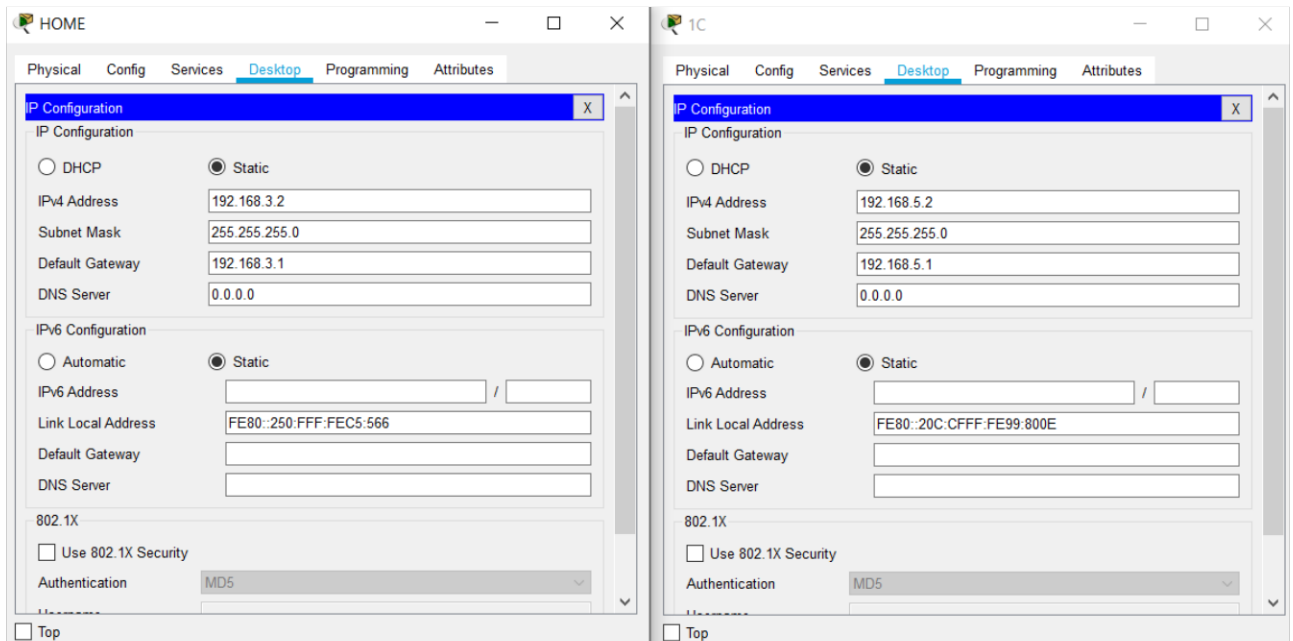 HOME
Physical Config Services Desktop Programming Attributes
IP Configuration X
IP Configuration
DHCP Static
IPv4 Address 192.168.3.2
Subnet Mask 255.255.255.0
Default Gateway 192.168.3.1
DNS Server 0.0.0.0
IPv6 Configuration
Automatic Static
IPv6 Address /
Link Local Address FE80::250:FFF:FEC5:566
Default Gateway
DNS Server
802.1X
Use 802.1X Security
Authentication MD5
Top
1C
Physical Config Services Desktop Programming Attributes
IP Configuration X
IP Configuration
DHCP Static
IPv4 Address 192.168.5.2
Subnet Mask 255.255.255.0
Default Gateway 192.168.5.1
DNS Server 0.0.0.0
IPv6 Configuration
Automatic Static
IPv6 Address /
Link Local Address FE80::20C:CFFF:FE99:800E
Default Gateway
DNS Server
802.1X
Use 802.1X Security
Authentication MD5
Top